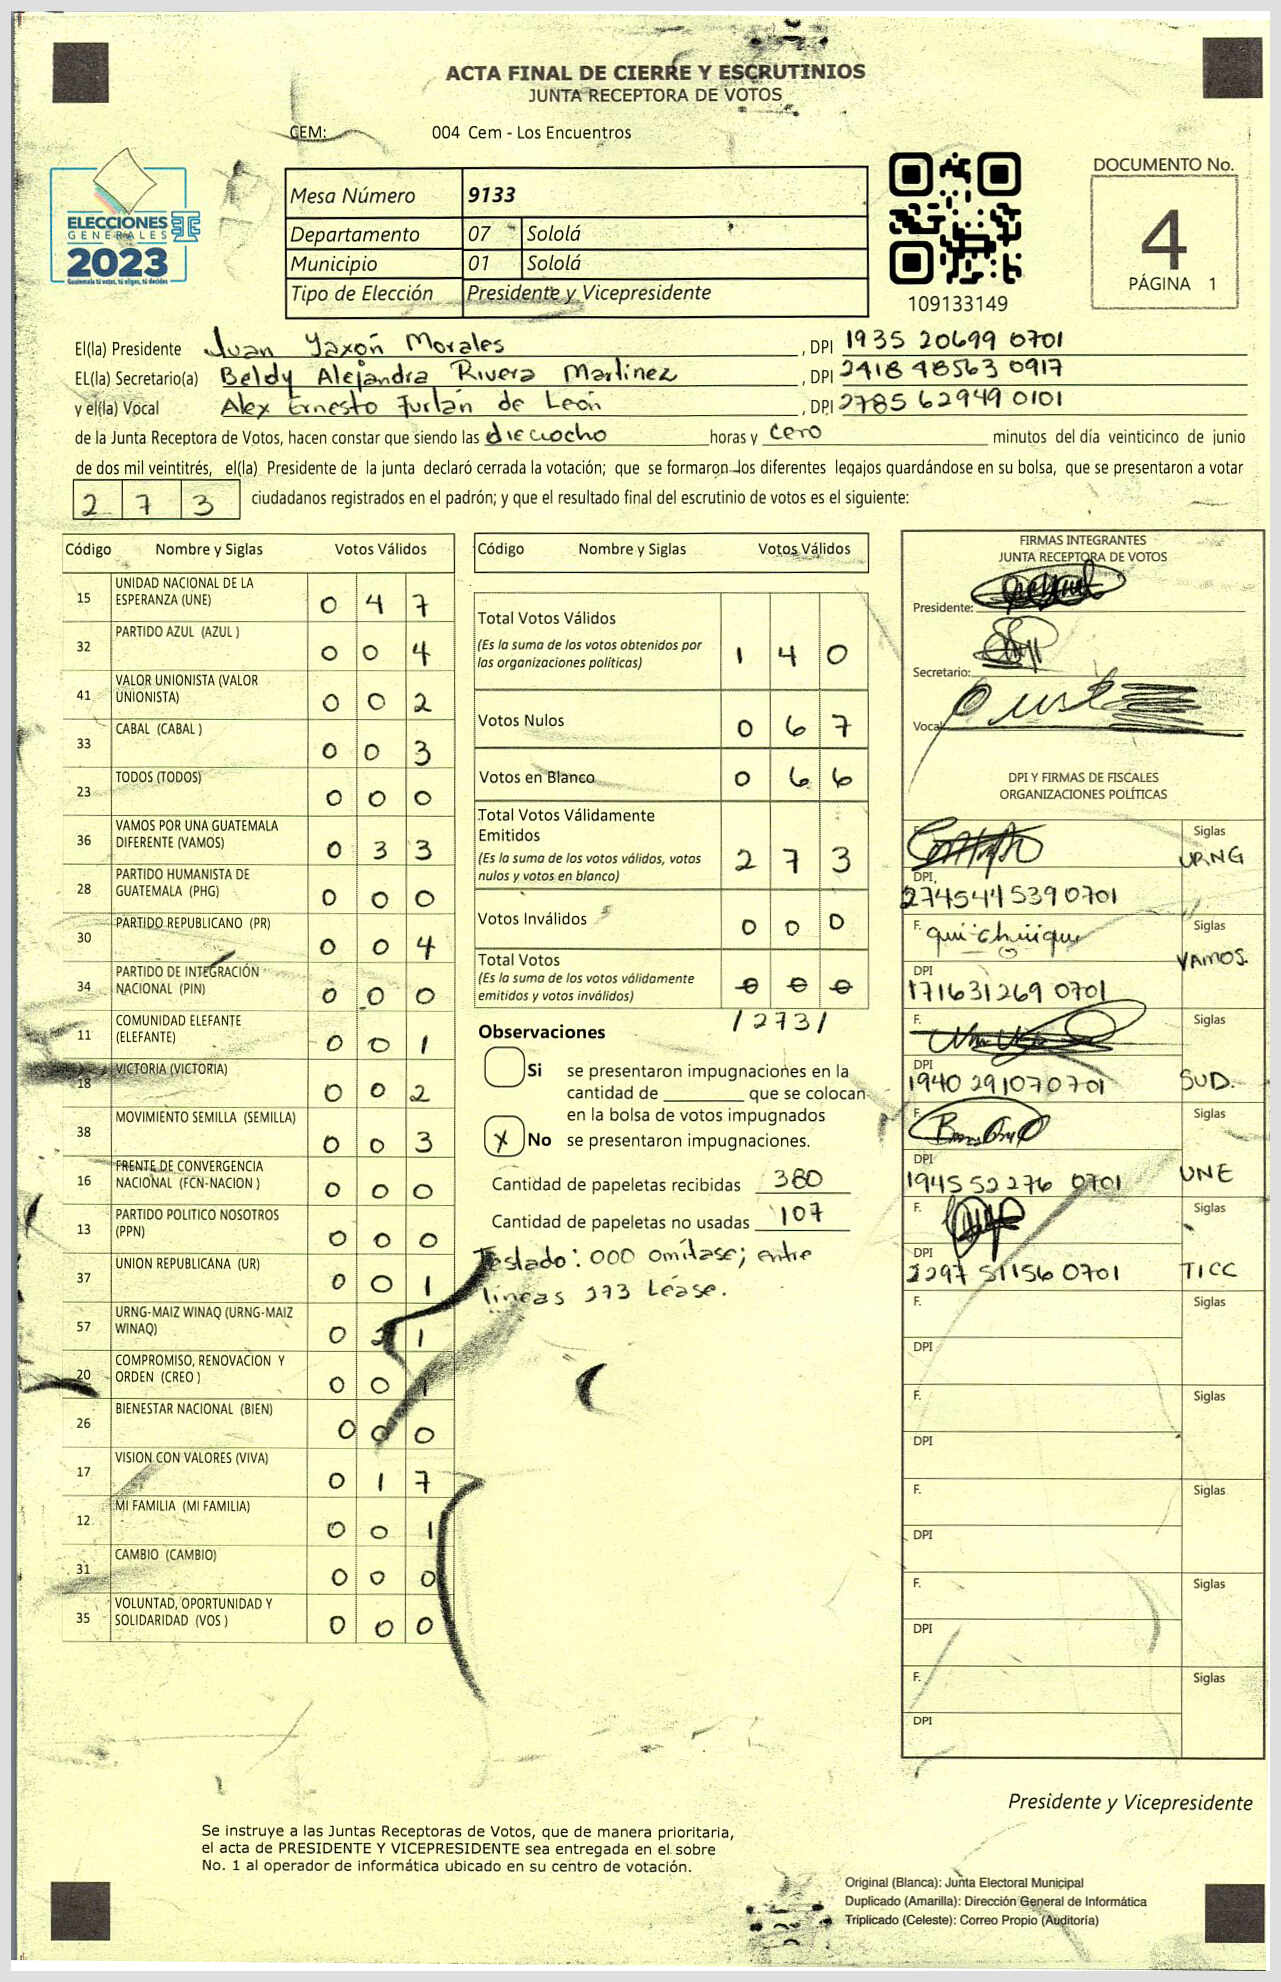 ACTA FINAL DE CIERRE Y ESCRUTINIOS
JUNTA RECEPTORA DE VOTOS
CEM: 004 Cem - Los Encuentros
ELECCIONES
GENERALES
2023
Guatemala tú votas, tú eliges, tú decides
Mesa Número 9133
Departamento 07 Sololá
Municipio 01 Sololá
Tipo de Elección Presidente y Vicepresidente
109133149
DOCUMENTO No.
4
PÁGINA 1
El(la) Presidente Juan Yaxón Morales , DPI 1935 20699 0701
EL(la) Secretario(a) Beldy Alejandra Rivera Martínez , DPI 2418 48563 0917
y el(la) Vocal Alex Ernesto Furlán de León , DPI 2785 62949 0101
de la Junta Receptora de Votos, hacen constar que siendo las dieciocho horas y cero minutos del día veinticinco de junio
de dos mil veintitrés, el(la) Presidente de la junta declaró cerrada la votación; que se formaron los diferentes legajos guardándose en su bolsa, que se presentaron a votar
2 7 3 ciudadanos registrados en el padrón; y que el resultado final del escrutinio de votos es el siguiente:
Código Nombre y Siglas Votos Válidos
15 UNIDAD NACIONAL DE LA ESPERANZA (UNE) 0 4 7
32 PARTIDO AZUL (AZUL ) 0 0 4
41 VALOR UNIONISTA (VALOR UNIONISTA) 0 0 2
33 CABAL (CABAL ) 0 0 3
23 TODOS (TODOS) 0 0 0
36 VAMOS POR UNA GUATEMALA DIFERENTE (VAMOS) 0 3 3
28 PARTIDO HUMANISTA DE GUATEMALA (PHG) 0 0 0
30 PARTIDO REPUBLICANO (PR) 0 0 4
34 PARTIDO DE INTEGRACIÓN NACIONAL (PIN) 0 0 0
11 COMUNIDAD ELEFANTE (ELEFANTE) 0 0 1
18 VICTORIA (VICTORIA) 0 0 2
38 MOVIMIENTO SEMILLA (SEMILLA) 0 0 3
16 FRENTE DE CONVERGENCIA NACIONAL (FCN-NACION ) 0 0 0
13 PARTIDO POLITICO NOSOTROS (PPN) 0 0 0
37 UNION REPUBLICANA (UR) 0 0 1
57 URNG-MAIZ WINAQ (URNG-MAIZ WINAQ) 0 2 1
20 COMPROMISO, RENOVACION Y ORDEN (CREO ) 0 0 1
26 BIENESTAR NACIONAL (BIEN) 0 0 0
17 VISION CON VALORES (VIVA) 0 1 7
12 MI FAMILIA (MI FAMILIA) 0 0 1
31 CAMBIO (CAMBIO) 0 0 0
35 VOLUNTAD, OPORTUNIDAD Y SOLIDARIDAD (VOS ) 0 0 0
Código Nombre y Siglas Votos Válidos
Total Votos Válidos 1 4 0
(Es la suma de los votos obtenidos por
las organizaciones políticas)
Votos Nulos 0 6 7
Votos en Blanco 0 6 6
Total Votos Válidamente
Emitidos 2 7 3
(Es la suma de los votos válidos, votos
nulos y votos en blanco)
Votos Inválidos 0 0 0
Total Votos 0 0 0
(Es la suma de los votos válidamente
emitidos y votos inválidos)
/ 273 /
Observaciones
Si se presentaron impugnaciones en la
cantidad de ________ que se colocan
en la bolsa de votos impugnados
X No se presentaron impugnaciones.
Cantidad de papeletas recibidas 380
Cantidad de papeletas no usadas 107
Testado: 000 omítase; entre
líneas 273 Léase.
FIRMAS INTEGRANTES
JUNTA RECEPTORA DE VOTOS
Presidente:
Secretario:
Vocal
DPI Y FIRMAS DE FISCALES
ORGANIZACIONES POLÍTICAS
F. Siglas URNG
DPI, 274544539 0701
F. Siglas VAMOS.
DPI 171631269 0701
F. Siglas SUD.
DPI 1940 29107 0701
F. Siglas UNE
DPI 1945 52276 0701
F. Siglas TICC
DPI 2297 51156 0701
F. Siglas
DPI
F. Siglas
DPI
F. Siglas
DPI
F. Siglas
DPI
F. Siglas
DPI
Presidente y Vicepresidente
Se instruye a las Juntas Receptoras de Votos, que de manera prioritaria,
el acta de PRESIDENTE Y VICEPRESIDENTE sea entregada en el sobre
No. 1 al operador de informática ubicado en su centro de votación.
Original (Blanca): Junta Electoral Municipal
Duplicado (Amarilla): Dirección General de Informática
Triplicado (Celeste): Correo Propio (Auditoría)